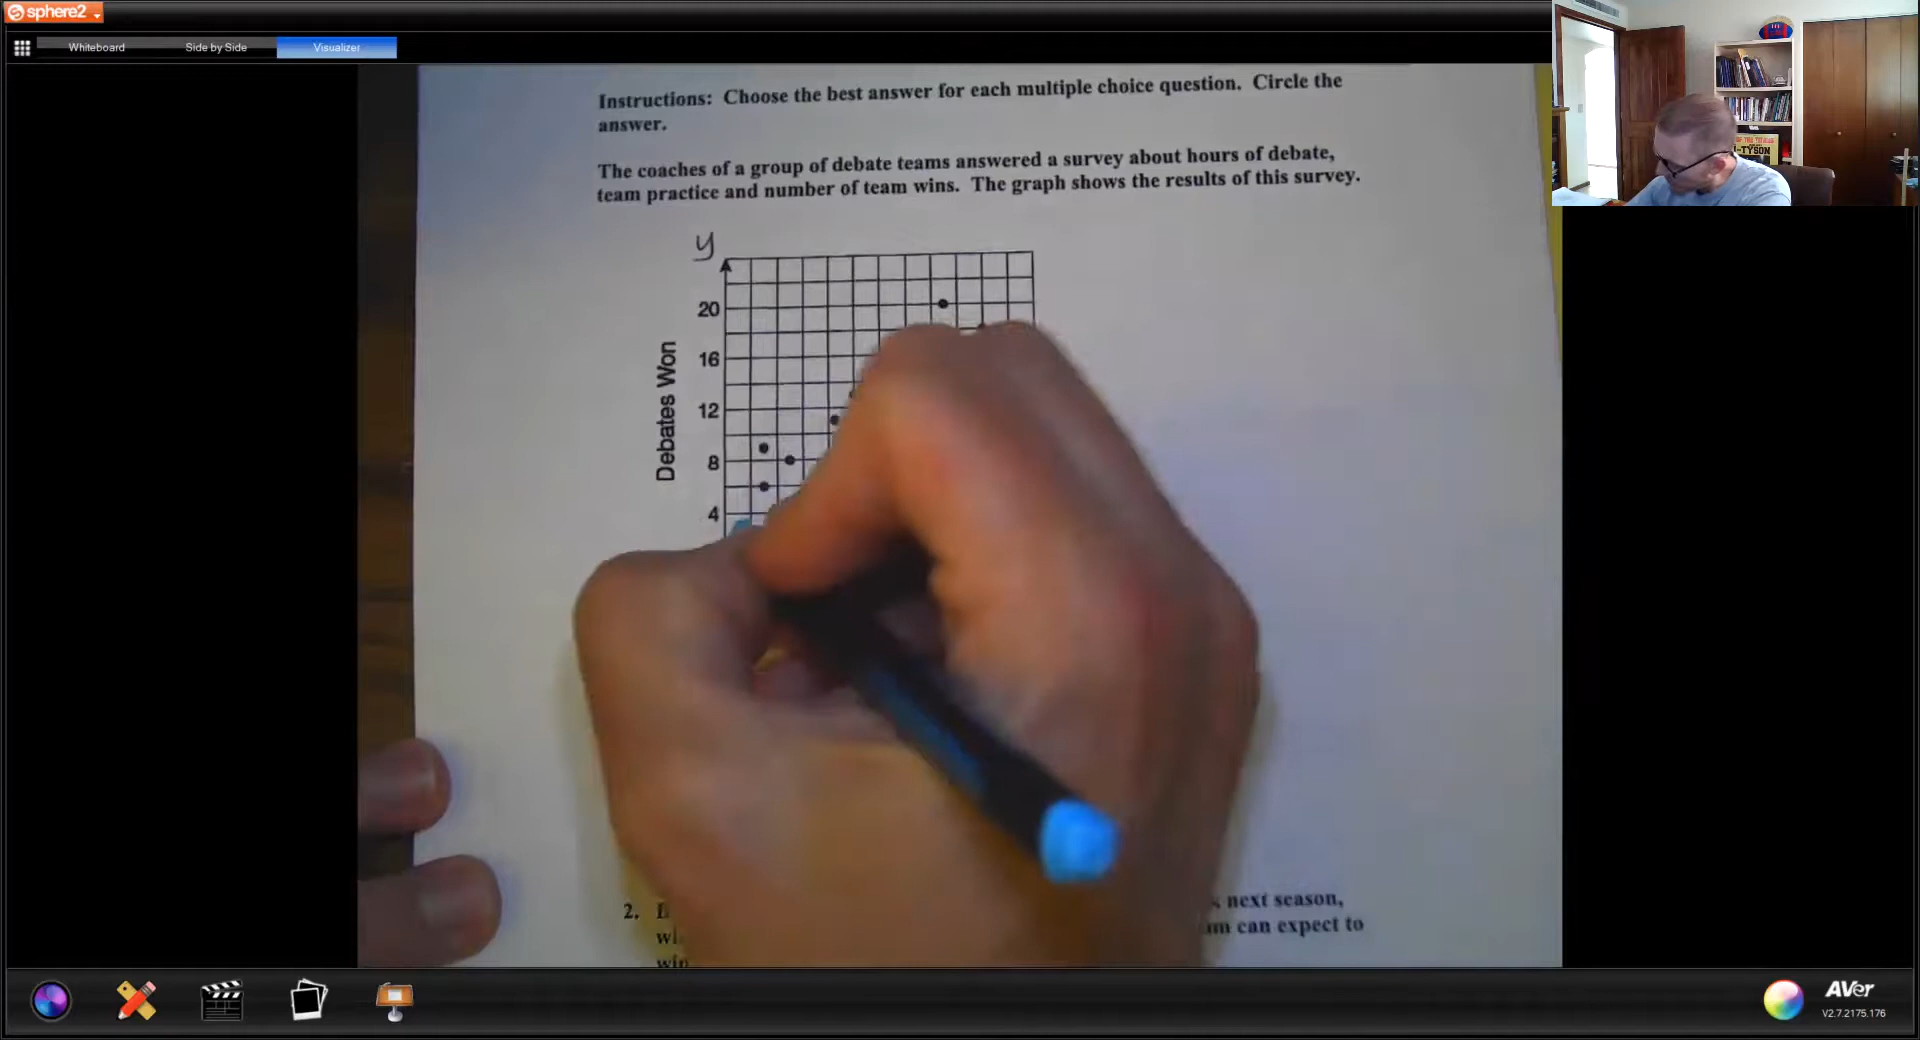 sphere2
Whiteboard Side by Side Visualizer
Instructions: Choose the best answer for each multiple choice question. Circle the
answer.
The coaches of a group of debate teams answered a survey about hours of debate,
team practice and number of team wins. The graph shows the results of this survey.
y
20
16
12
8
4
Debates Won
2.
next season,
can expect to
TYSON
AVer
V2.7.2175.176